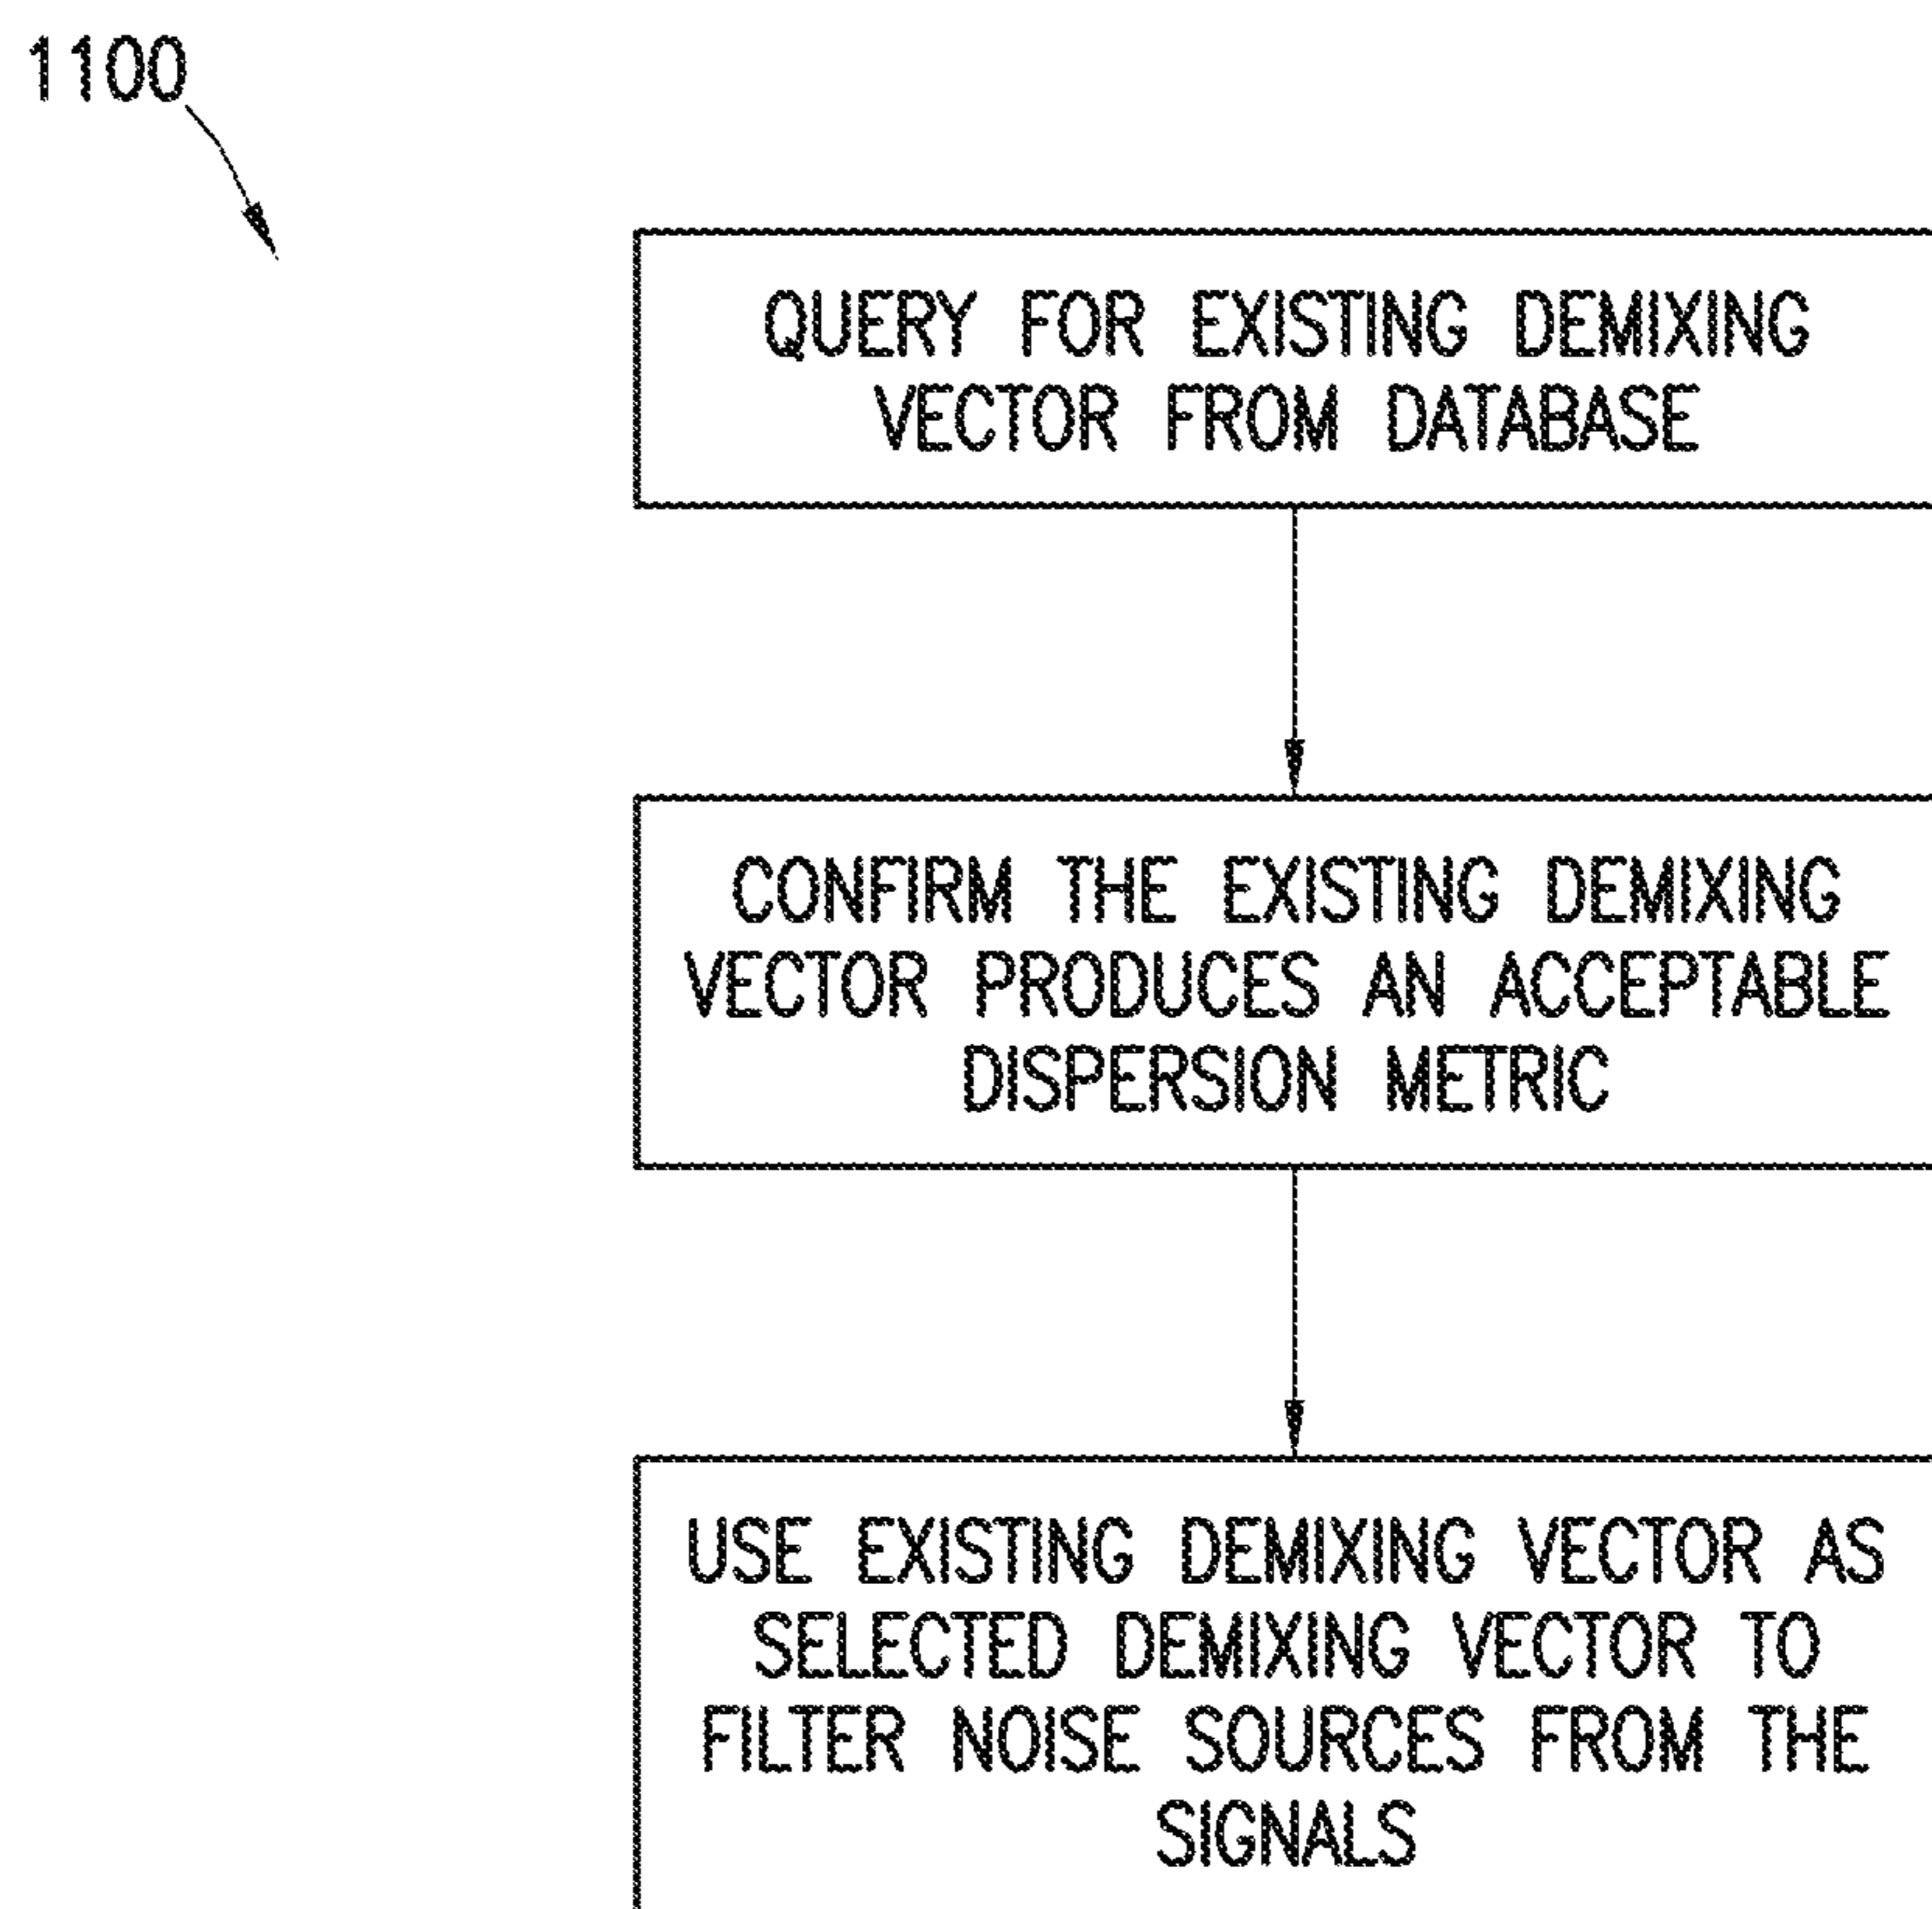 1100
QUERY FOR EXISTING DEMIXING
VECTOR FROM DATABASE
CONFIRM THE EXISTING DEMIXING
VECTOR PRODUCES AN ACCEPTABLE
DISPERSION METRIC
USE EXISTING DEMIXING VECTOR AS
SELECTED DEMIXING VECTOR TO
FILTER NOISE SOURCES FROM THE
SIGNALS